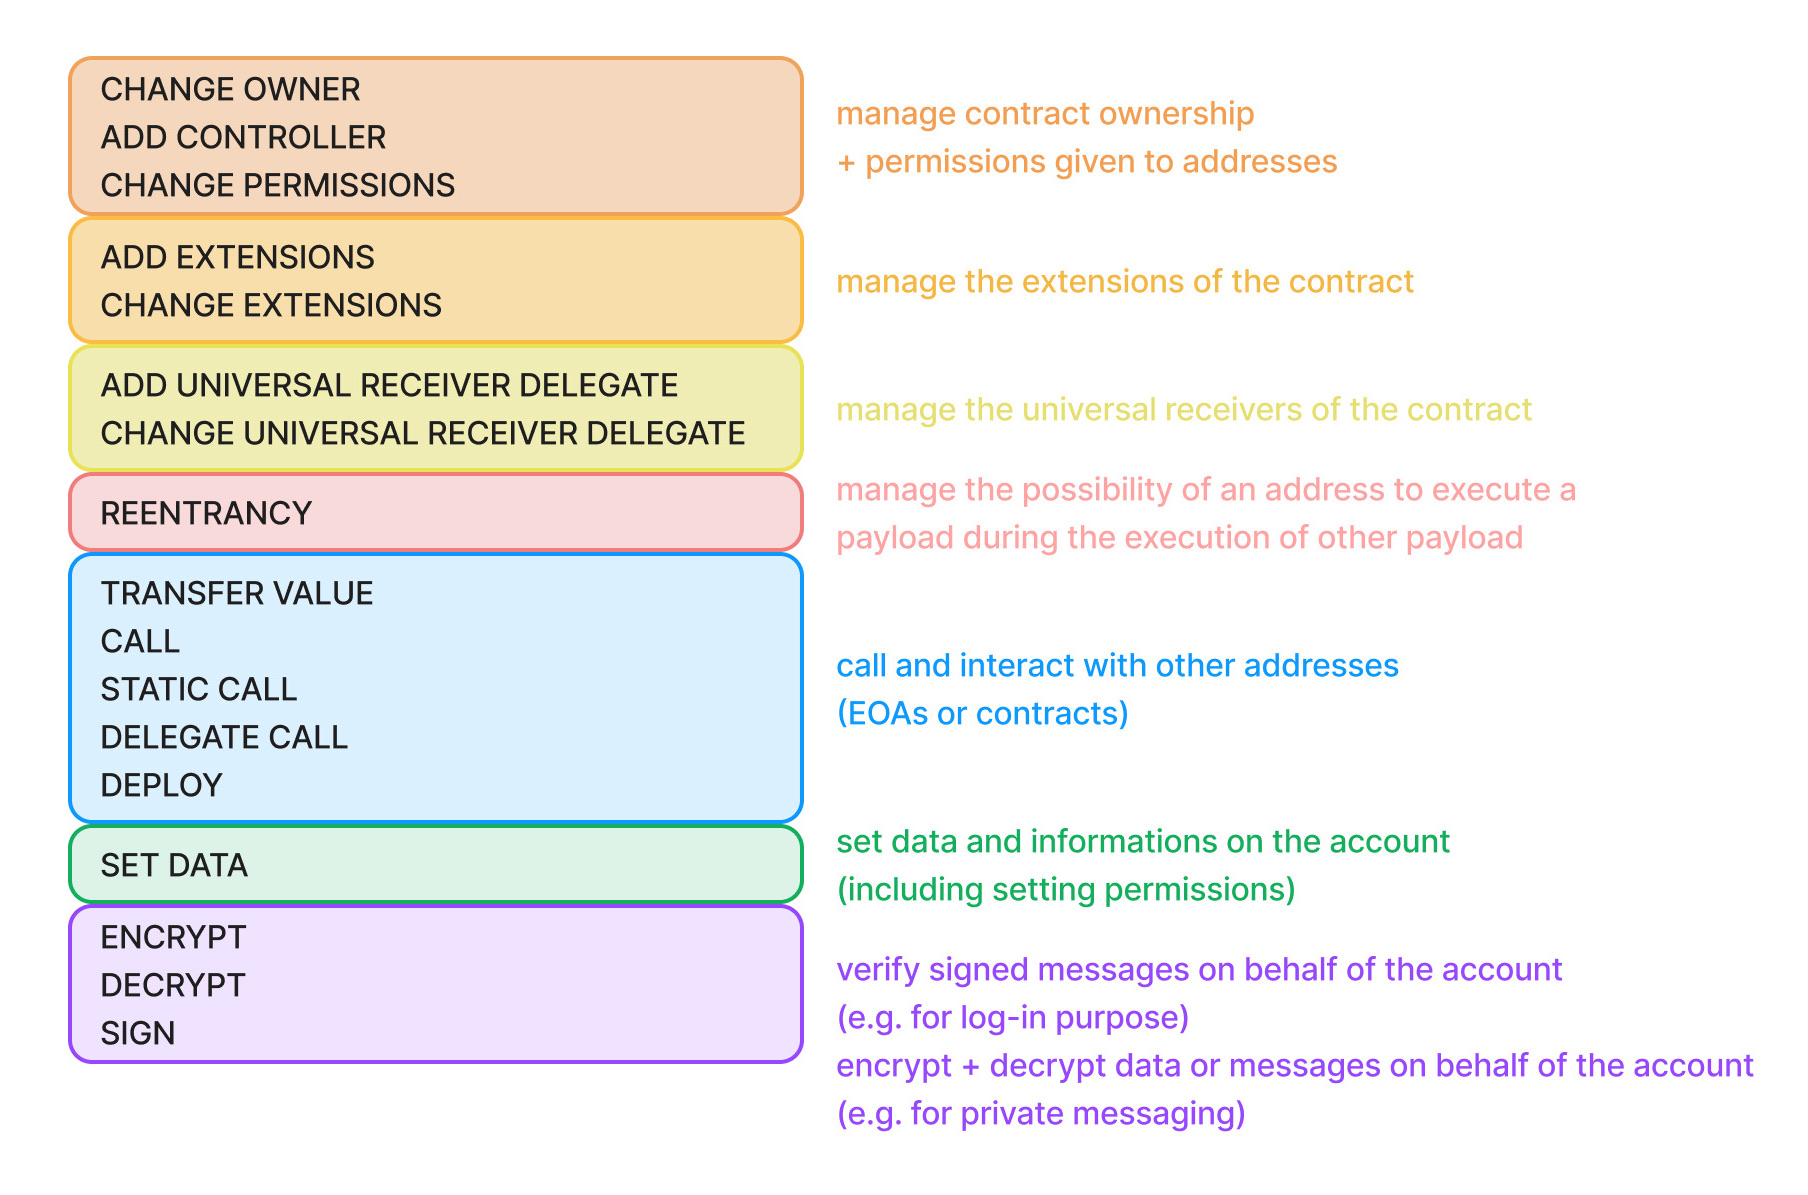 CHANGE OWNER
ADD CONTROLLER
CHANGE PERMISSIONS
manage contract ownership
+ permissions given to addresses
ADD EXTENSIONS
CHANGE EXTENSIONS
manage the extensions of the contract
ADD UNIVERSAL RECEIVER DELEGATE
CHANGE UNIVERSAL RECEIVER DELEGATE
manage the universal receivers of the contract
REENTRANCY
manage the possibility of an address to execute a
payload during the execution of other payload
TRANSFER VALUE
CALL
STATIC CALL
DELEGATE CALL
DEPLOY
call and interact with other addresses
(EOAs or contracts)
SET DATA
set data and informations on the account
(including setting permissions)
ENCRYPT
DECRYPT
SIGN
verify signed messages on behalf of the account
(e.g. for log-in purpose)
encrypt + decrypt data or messages on behalf of the account
(e.g. for private messaging)